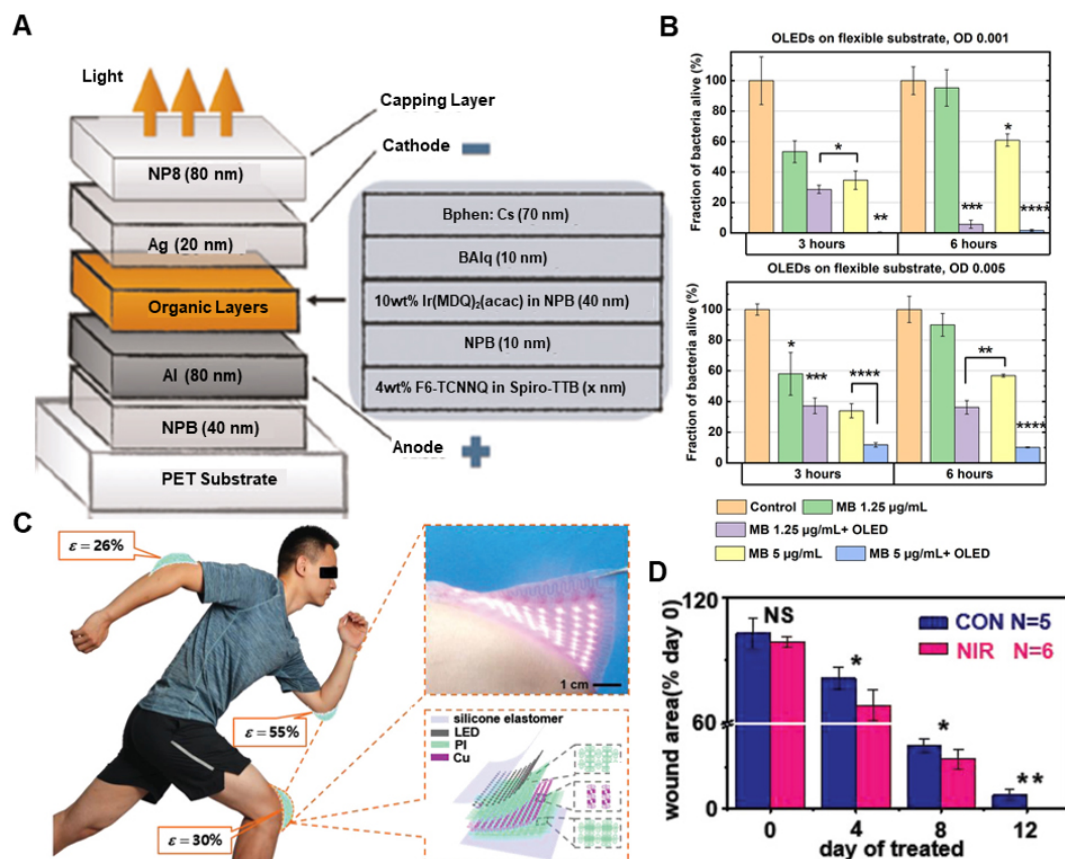 A
Light
Capping Layer
Cathode
NP8 (80 nm)
Ag (20 nm)
Organic Layers
Al (80 nm)
NPB (40 nm)
PET Substrate
Anode
Bphen: Cs (70 nm)
BAlq (10 nm)
10wt% Ir(MDQ)₂(acac) in NPB (40 nm)
NPB (10 nm)
4wt% F6-TCNNQ in Spiro-TTB (x nm)
B
OLEDs on flexible substrate, OD 0.001
Fraction of bacteria alive (%)
100
80
60
40
20
0
*
**
*
***
****
3 hours
6 hours
OLEDs on flexible substrate, OD 0.005
Fraction of bacteria alive (%)
100
80
60
40
20
0
*
***
****
**
****
3 hours
6 hours
Control
MB 1.25 μg/mL
MB 1.25 μg/mL+ OLED
MB 5 μg/mL
MB 5 μg/mL+ OLED
C
ε = 26%
ε = 55%
ε = 30%
1 cm
silicone elastomer
LED
PI
Cu
D
wound area(% day 0)
120
60
0
NS
*
*
**
CON N=5
NIR N=6
0
4
8
12
day of treated